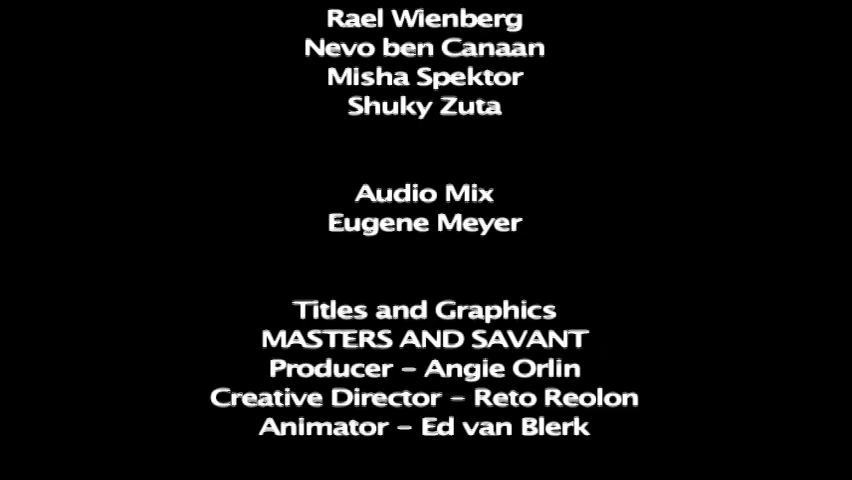 Rael Wienberg
Nevo ben Canaan
Misha Spektor
Shuky Zuta
Audio Mix
Eugene Meyer
Titles and Graphics
MASTERS AND SAVANT
Producer – Angie Orlin
Creative Director – Reto Reolon
Animator – Ed van Blerk